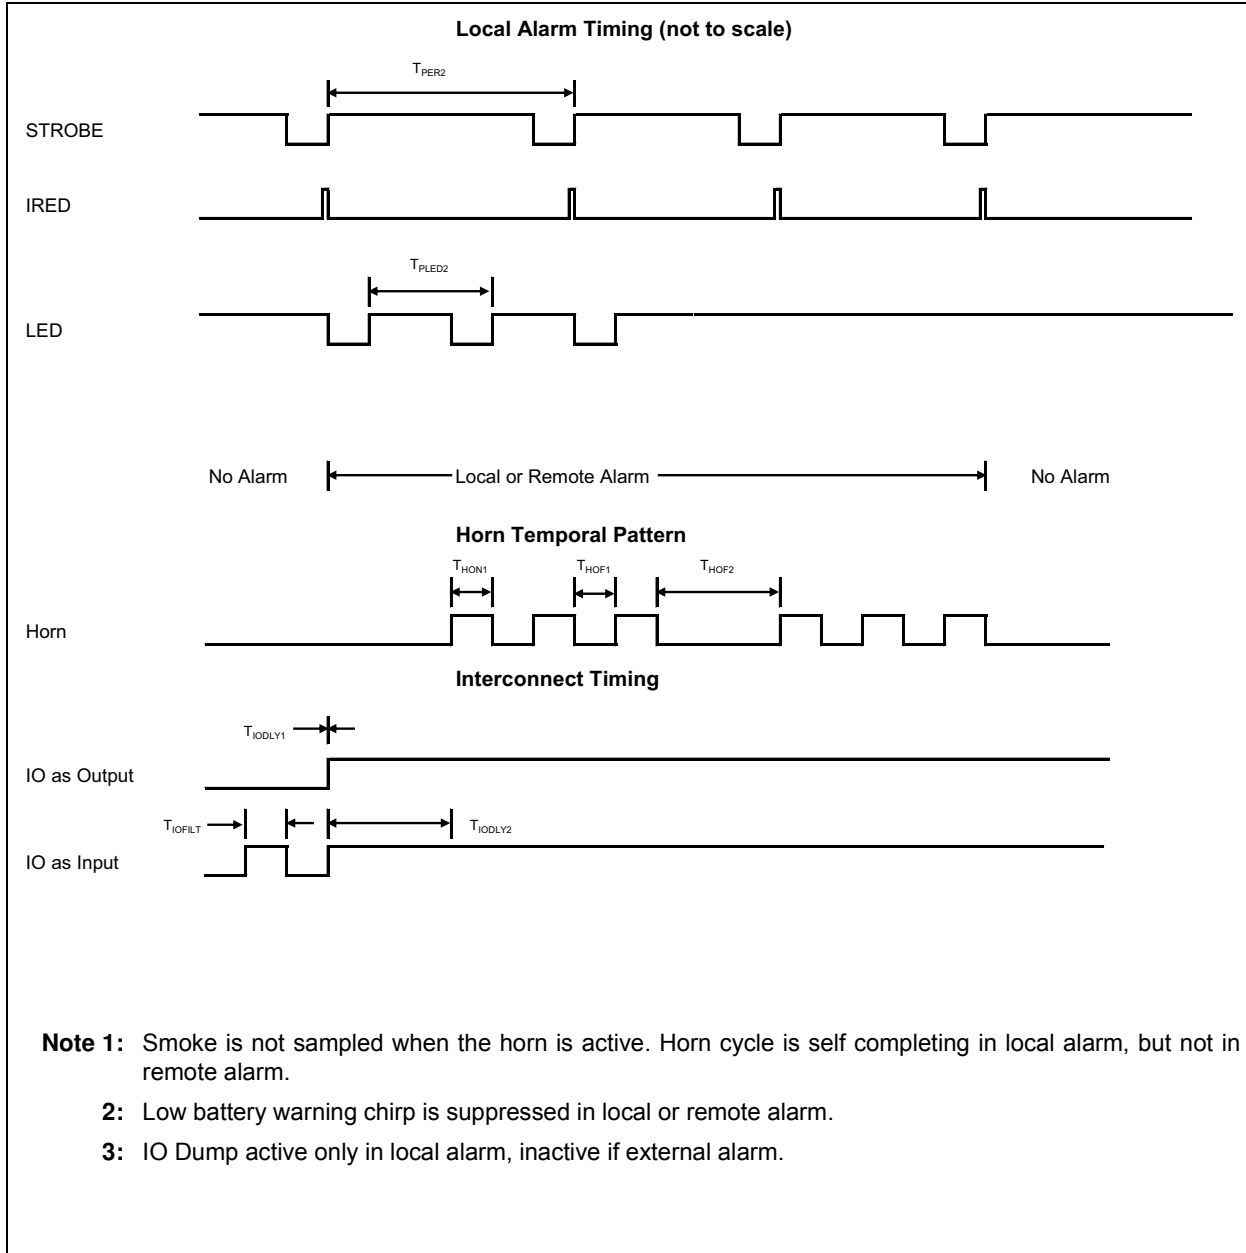 Local Alarm Timing (not to scale)
TPER2
STROBE
IRED
TPLED2
LED
No Alarm
Local or Remote Alarm
No Alarm
Horn Temporal Pattern
THON1
THOF1
THOF2
Horn
Interconnect Timing
TIODLY1
IO as Output
TIOFILT
TIODLY2
IO as Input
Note 1: Smoke is not sampled when the horn is active. Horn cycle is self completing in local alarm, but not in
remote alarm.
2: Low battery warning chirp is suppressed in local or remote alarm.
3: IO Dump active only in local alarm, inactive if external alarm.